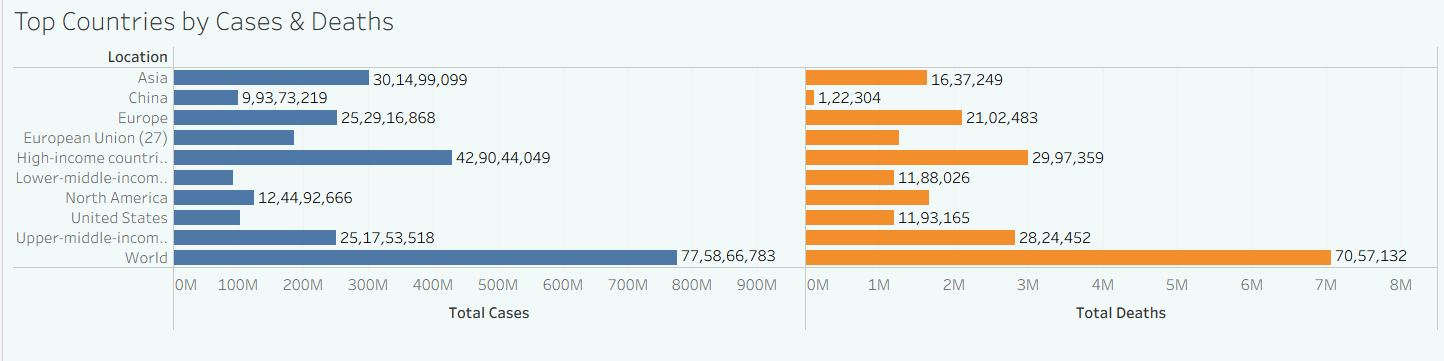 Top Countries by Cases & Deaths
Location
Asia 30,14,99,099 16,37,249
China 9,93,73,219 1,22,304
Europe 25,29,16,868 21,02,483
European Union (27)
High-income countri.. 42,90,44,049 29,97,359
Lower-middle-incom.. 11,88,026
North America 12,44,92,666
United States 11,93,165
Upper-middle-incom.. 25,17,53,518 28,24,452
World 77,58,66,783 70,57,132
0M 100M 200M 300M 400M 500M 600M 700M 800M 900M 0M 1M 2M 3M 4M 5M 6M 7M 8M
Total Cases Total Deaths